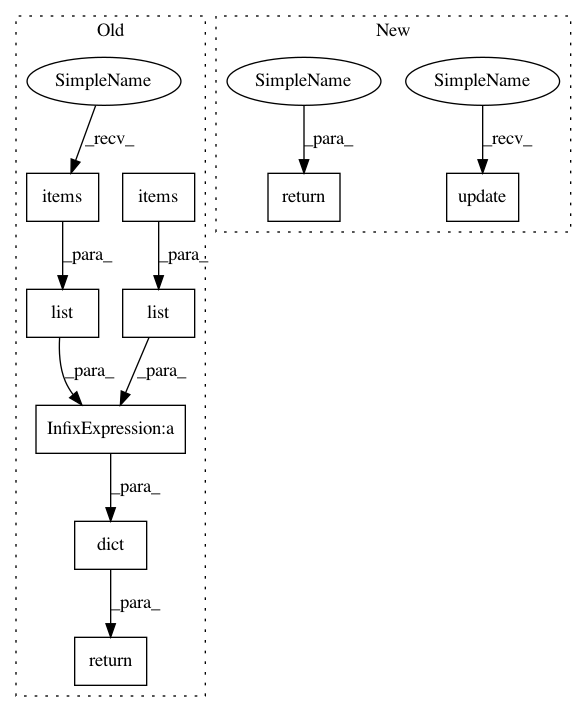 Old
New
SimpleName
SimpleName
SimpleName
_recv_
_para_
_recv_
items
items
return
update
_para_
_para_
list
list
_para_
_para_
InfixExpression:a
_para_
dict
_para_
return